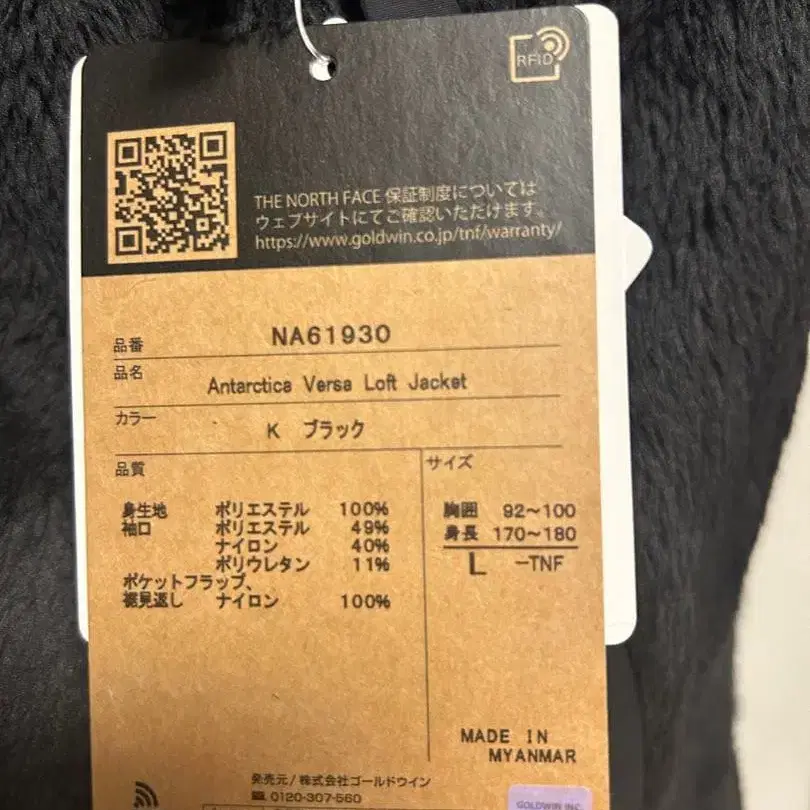 RFID
THE NORTH FACE 保証制度については
ウェブサイトにてご確認いただけます。
https://www.goldwin.co.jp/tnf/warranty/
品番 NA61930
品名 Antarctica Versa Loft Jacket
カラー K ブラック
品質
身生地 ポリエステル 100%
袖口 ポリエステル 49%
ナイロン 40%
ポリウレタン 11%
ポケットフラップ、
裾見返し ナイロン 100%
サイズ
胸囲 92~100
身長 170~180
L -TNF
MADE IN
MYANMAR
発売元/株式会社ゴールドウイン
0120-307-560
GOLDWIN INC.